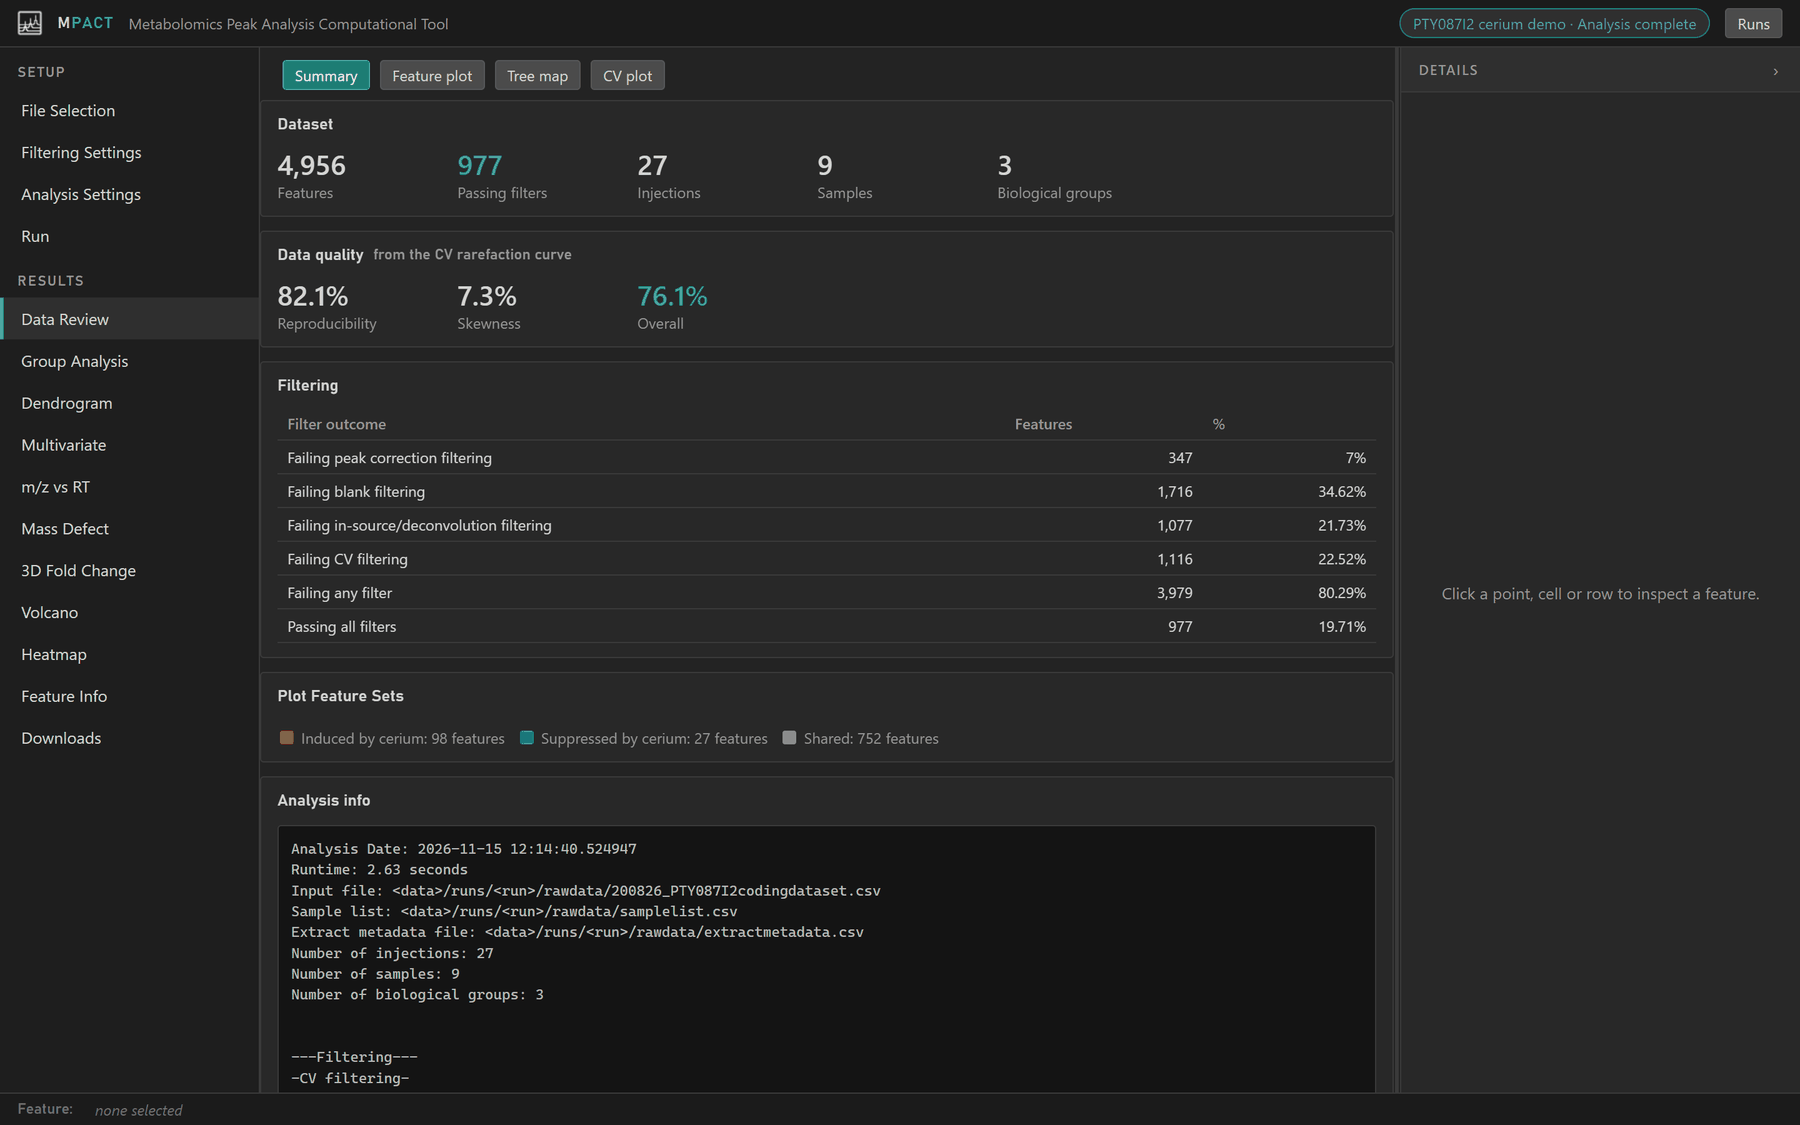 MPACT Metabolomics Peak Analysis Computational Tool
PTY087I2 cerium demo · Analysis complete
Runs
SETUP
File Selection
Filtering Settings
Analysis Settings
Run
RESULTS
Data Review
Group Analysis
Dendrogram
Multivariate
m/z vs RT
Mass Defect
3D Fold Change
Volcano
Heatmap
Feature Info
Downloads
Summary Feature plot Tree map CV plot
Dataset
4,956 977 27 9 3
Features Passing filters Injections Samples Biological groups
Data quality from the CV rarefaction curve
82.1% 7.3% 76.1%
Reproducibility Skewness Overall
Filtering
Filter outcome Features %
Failing peak correction filtering 347 7%
Failing blank filtering 1,716 34.62%
Failing in-source/deconvolution filtering 1,077 21.73%
Failing CV filtering 1,116 22.52%
Failing any filter 3,979 80.29%
Passing all filters 977 19.71%
Plot Feature Sets
Induced by cerium: 98 features Suppressed by cerium: 27 features Shared: 752 features
Analysis info
Analysis Date: 2026-11-15 12:14:40.524947
Runtime: 2.63 seconds
Input file: <data>/runs/<run>/rawdata/200826_PTY087I2codingdataset.csv
Sample list: <data>/runs/<run>/rawdata/samplelist.csv
Extract metadata file: <data>/runs/<run>/rawdata/extractmetadata.csv
Number of injections: 27
Number of samples: 9
Number of biological groups: 3
---Filtering---
-CV filtering-
DETAILS ›
Click a point, cell or row to inspect a feature.
Feature: none selected